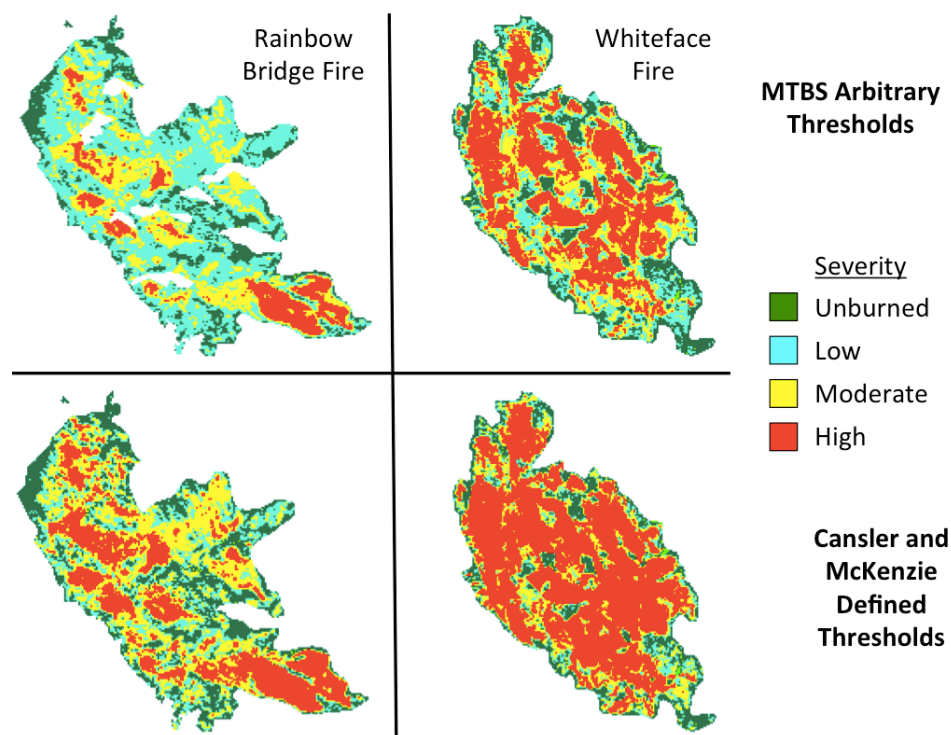 Rainbow
Bridge Fire
Whiteface
Fire
MTBS Arbitrary
Thresholds
Severity
Unburned
Low
Moderate
High
Cansler and
McKenzie
Defined
Thresholds